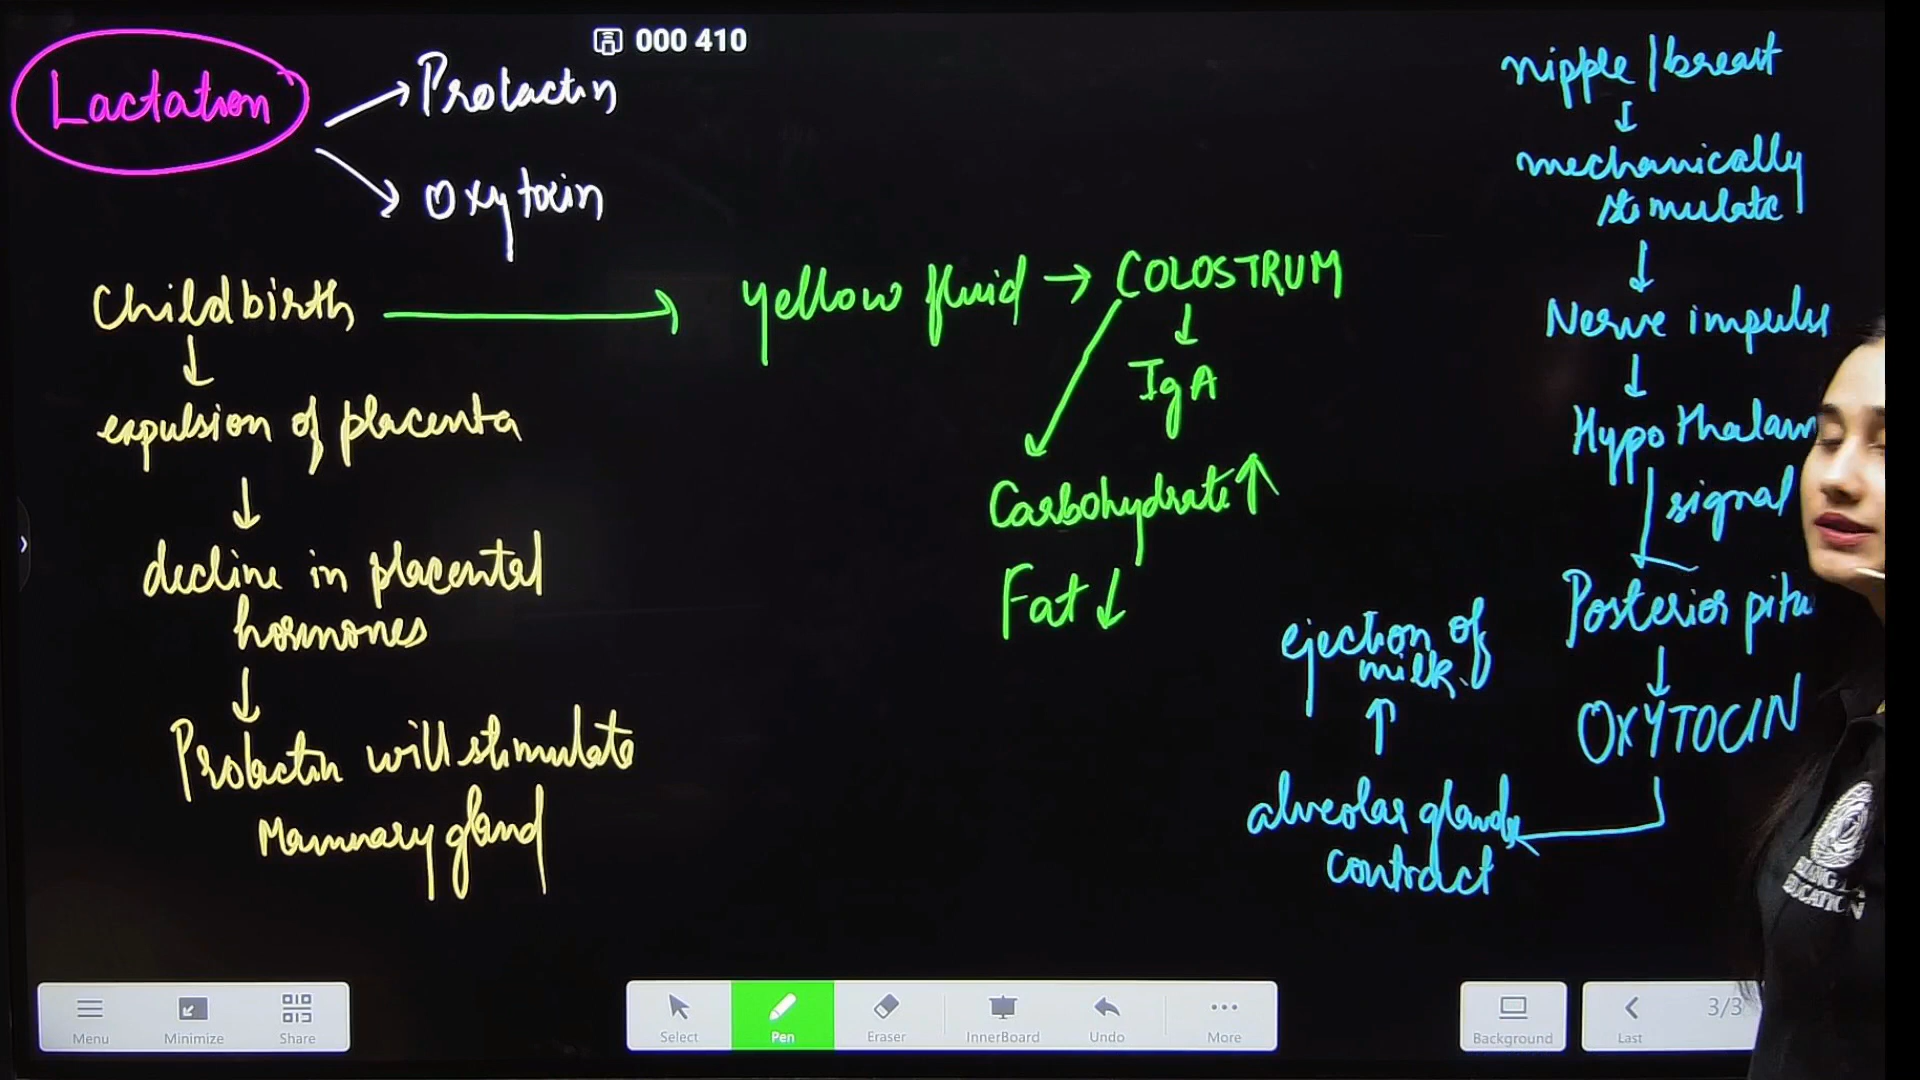 000 410
Lactation
Prolactin
Oxytocin
Childbirth
expulsion of placenta
decline in placental
hormones
Prolactin will stimulate
Mammary gland
yellow fluid → COLOSTRUM
IgA
Carbohydrate ↑
Fat ↓
nipple / breast
mechanically
stimulate
Nerve impulse
Hypothalam
signal
Posterior pitu
OXYTOCIN
alveolar glands
contract
ejection of
milk.
EDUCATION
Menu
Minimize
Share
Select
Pen
Eraser
InnerBoard
Undo
More
Background
Last
3/3